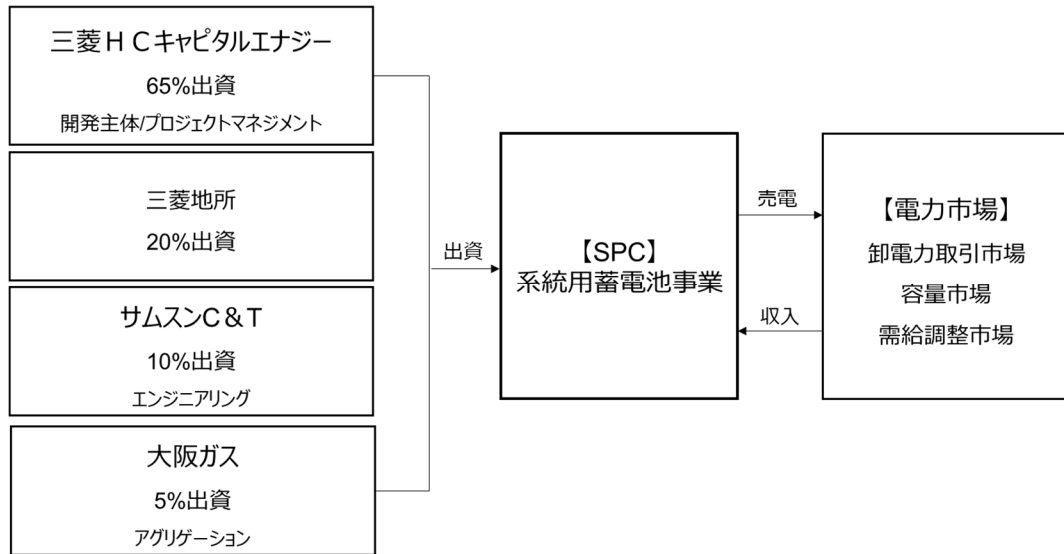 三菱ＨＣキャピタルエナジー
65%出資
開発主体/プロジェクトマネジメント
三菱地所
20%出資
サムスンC＆T
10%出資
エンジニアリング
大阪ガス
5%出資
アグリゲーション
出資
【SPC】
系統用蓄電池事業
売電
収入
【電力市場】
卸電力取引市場
容量市場
需給調整市場